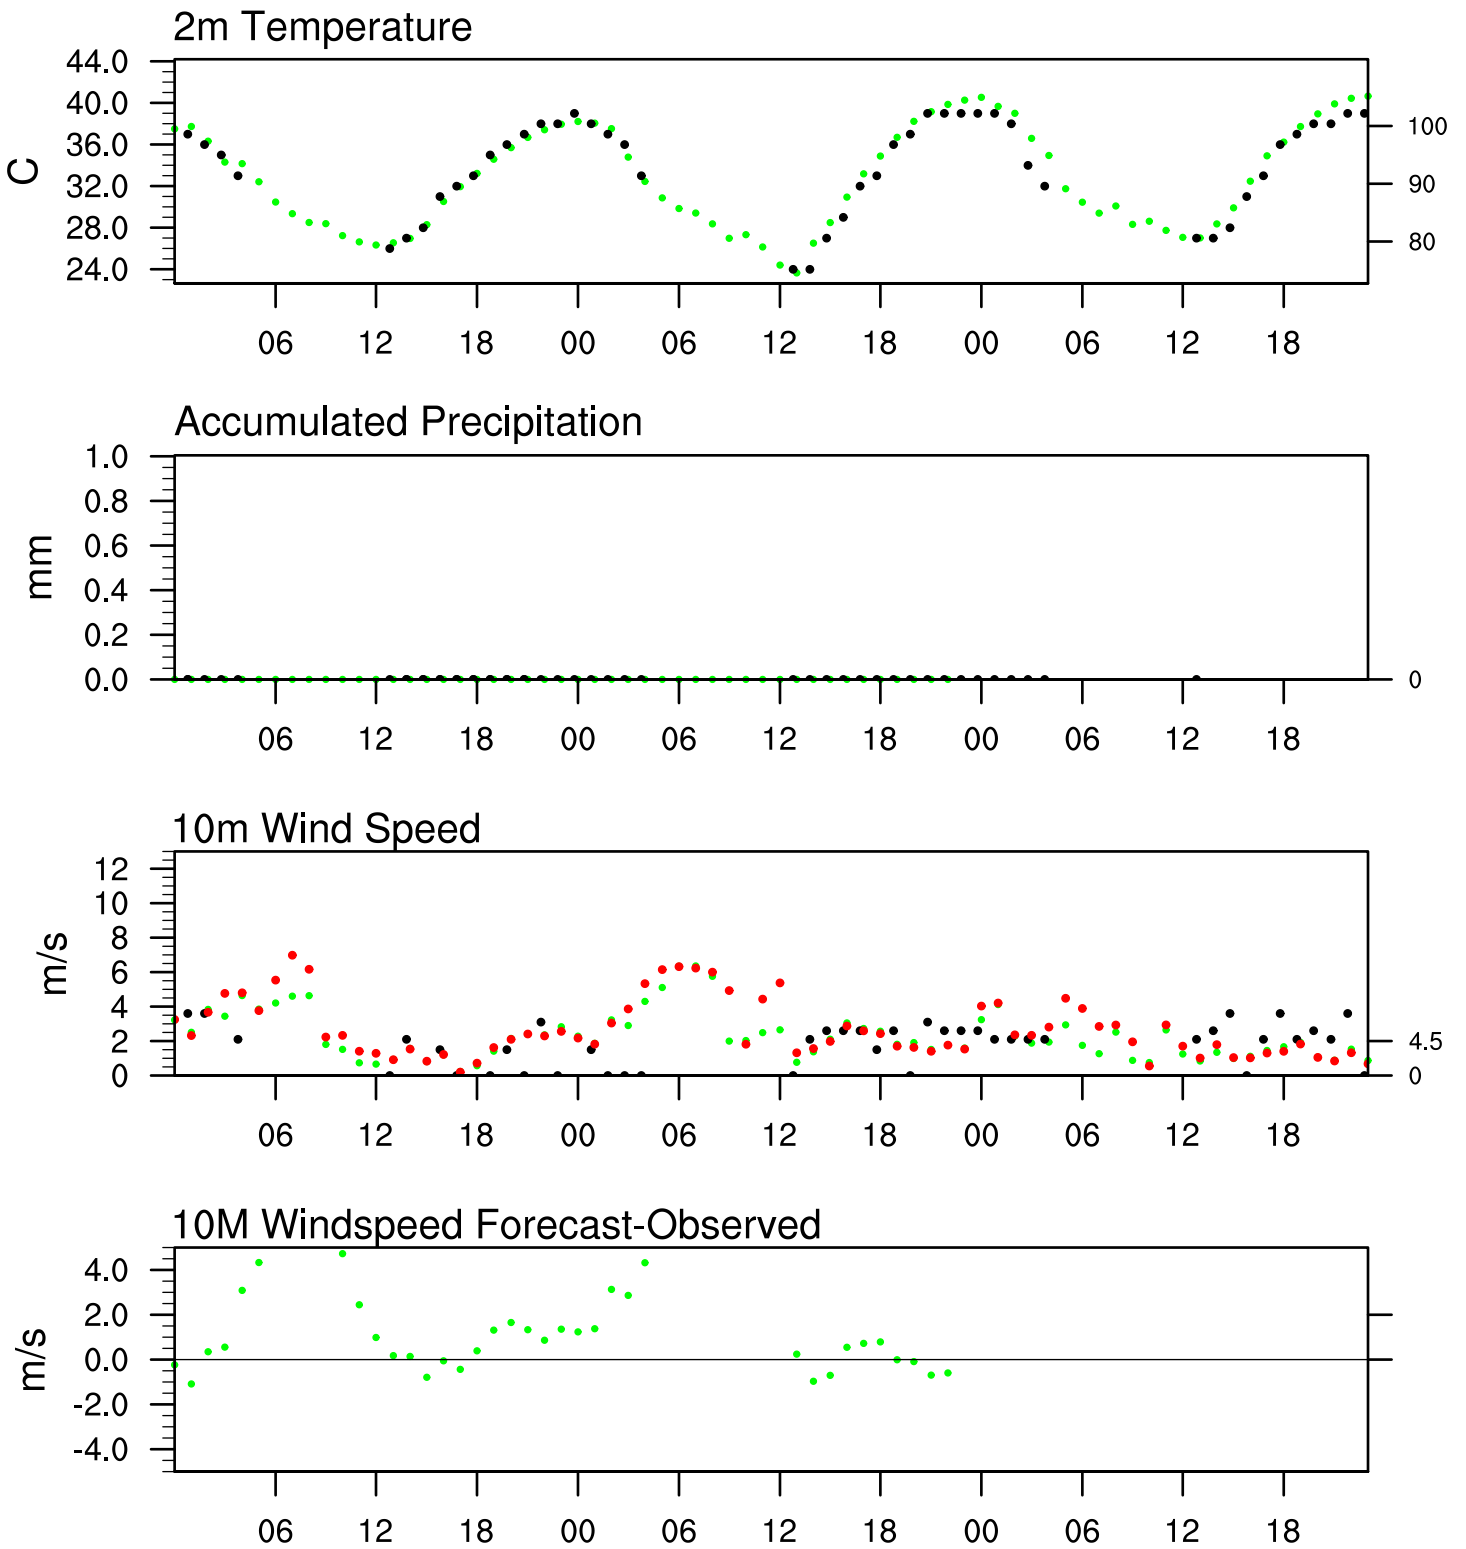 2m Temperature
44.0
40.0
36.0
32.0
28.0
24.0
C
100
90
80
06 12 18 00 06 12 18 00 06 12 18
Accumulated Precipitation
1.0
0.8
0.6
0.4
0.2
0.0
mm
0
06 12 18 00 06 12 18 00 06 12 18
10m Wind Speed
12
10
8
6
4
2
0
m/s
4.5
0
06 12 18 00 06 12 18 00 06 12 18
10M Windspeed Forecast-Observed
4.0
2.0
0.0
-2.0
-4.0
m/s
06 12 18 00 06 12 18 00 06 12 18